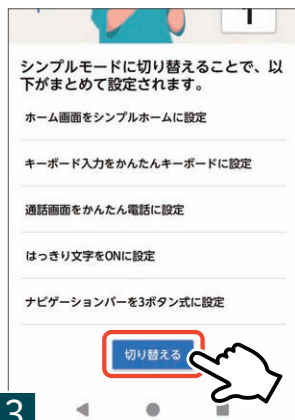 1
シンプルモードに切り替えることで、以
下がまとめて設定されます。
ホーム画面をシンプルホームに設定
キーボード入力をかんたんキーボードに設定
通話画面をかんたん電話に設定
はっきり文字をONに設定
ナビゲーションバーを3ボタン式に設定
切り替える
3